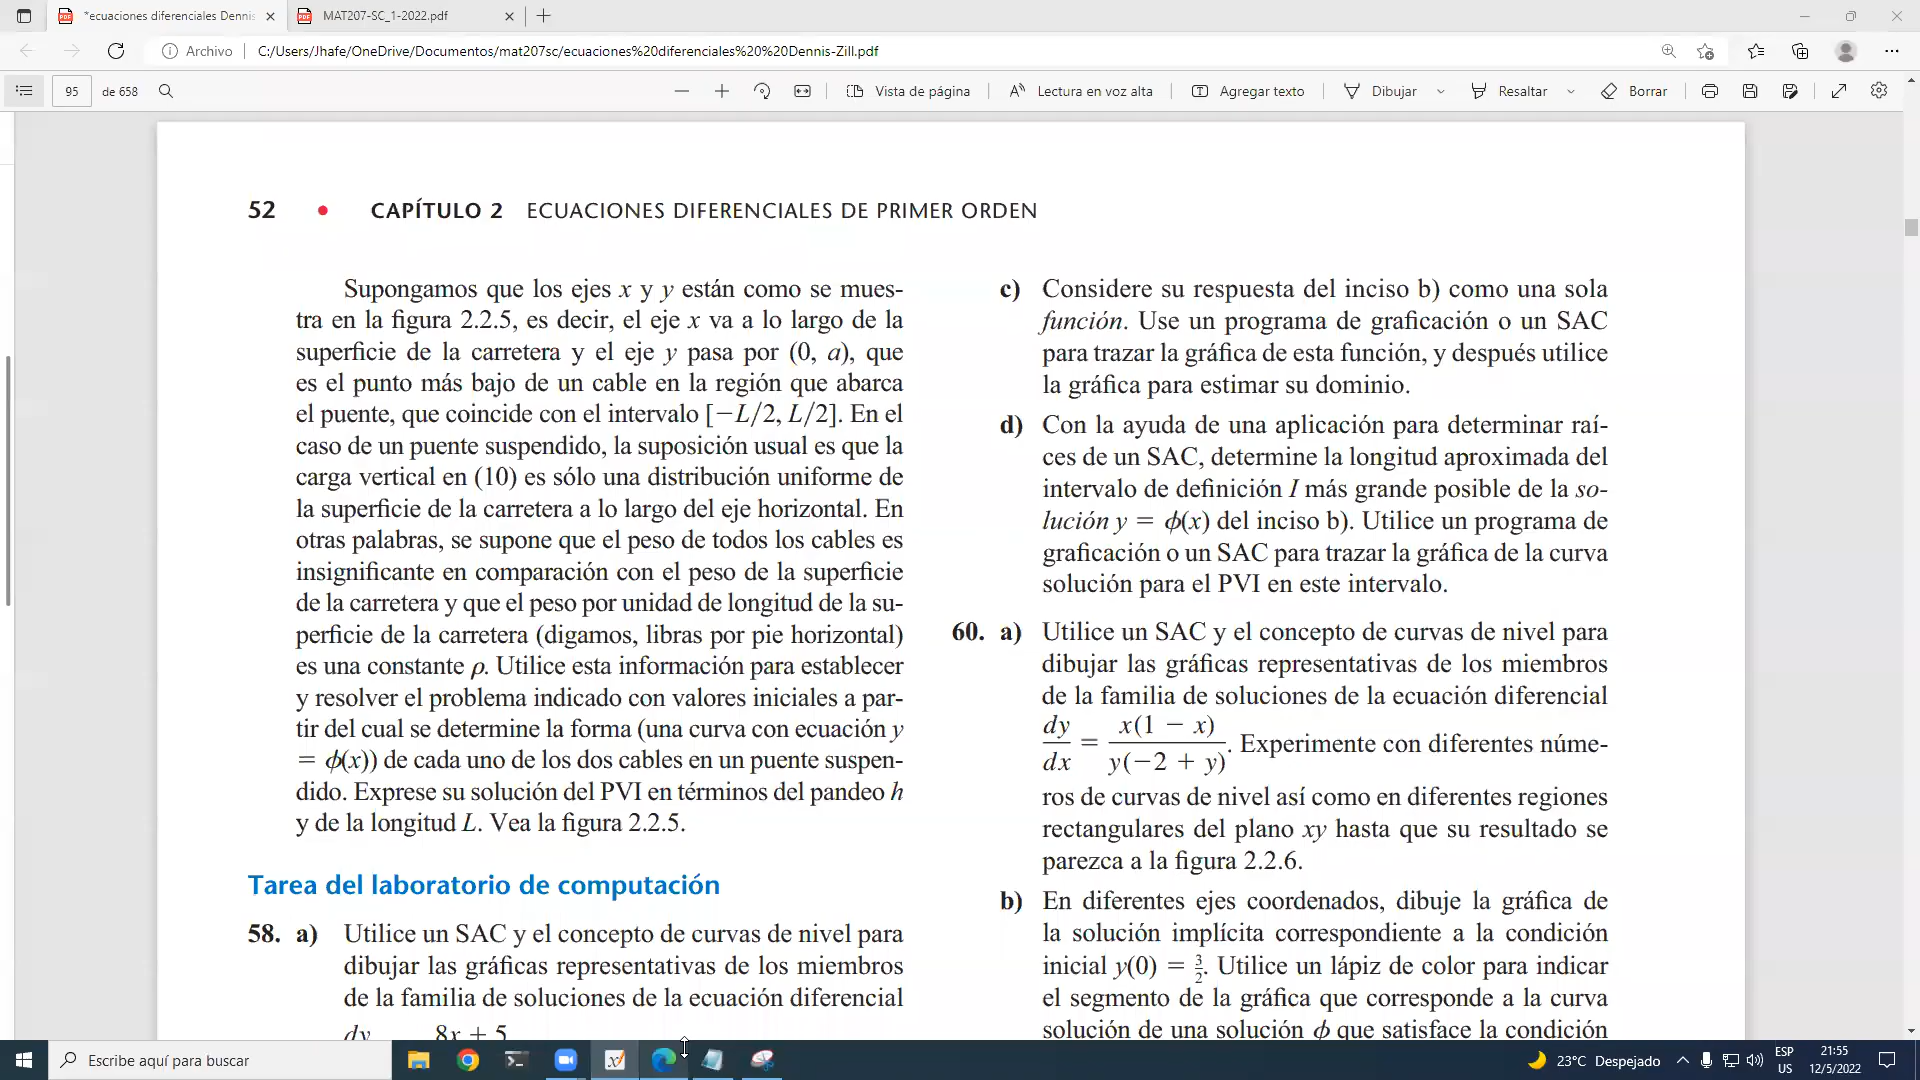 *ecuaciones diferenciales Dennis
MAT207-SC_1-2022.pdf
Archivo
C:/Users/Jhafe/OneDrive/Documentos/mat207sc/ecuaciones%20diferenciales%20%20Dennis-Zill.pdf
95 de 658
Vista de página
Lectura en voz alta
Agregar texto
Dibujar
Resaltar
Borrar
52 • CAPÍTULO 2 ECUACIONES DIFERENCIALES DE PRIMER ORDEN
Supongamos que los ejes x y y están como se mues-
tra en la figura 2.2.5, es decir, el eje x va a lo largo de la
superficie de la carretera y el eje y pasa por (0, a), que
es el punto más bajo de un cable en la región que abarca
el puente, que coincide con el intervalo [−L/2, L/2]. En el
caso de un puente suspendido, la suposición usual es que la
carga vertical en (10) es sólo una distribución uniforme de
la superficie de la carretera a lo largo del eje horizontal. En
otras palabras, se supone que el peso de todos los cables es
insignificante en comparación con el peso de la superficie
de la carretera y que el peso por unidad de longitud de la su-
perficie de la carretera (digamos, libras por pie horizontal)
es una constante ρ. Utilice esta información para establecer
y resolver el problema indicado con valores iniciales a par-
tir del cual se determine la forma (una curva con ecuación y
= ϕ(x)) de cada uno de los dos cables en un puente suspen-
dido. Exprese su solución del PVI en términos del pandeo h
y de la longitud L. Vea la figura 2.2.5.
Tarea del laboratorio de computación
58. a) Utilice un SAC y el concepto de curvas de nivel para
dibujar las gráficas representativas de los miembros
de la familia de soluciones de la ecuación diferencial
dy 8x + 5
c) Considere su respuesta del inciso b) como una sola
función. Use un programa de graficación o un SAC
para trazar la gráfica de esta función, y después utilice
la gráfica para estimar su dominio.
d) Con la ayuda de una aplicación para determinar raí-
ces de un SAC, determine la longitud aproximada del
intervalo de definición I más grande posible de la so-
lución y = ϕ(x) del inciso b). Utilice un programa de
graficación o un SAC para trazar la gráfica de la curva
solución para el PVI en este intervalo.
60. a) Utilice un SAC y el concepto de curvas de nivel para
dibujar las gráficas representativas de los miembros
de la familia de soluciones de la ecuación diferencial
dy/dx = x(1 − x)/y(−2 + y). Experimente con diferentes núme-
ros de curvas de nivel así como en diferentes regiones
rectangulares del plano xy hasta que su resultado se
parezca a la figura 2.2.6.
b) En diferentes ejes coordenados, dibuje la gráfica de
la solución implícita correspondiente a la condición
inicial y(0) = 3/2. Utilice un lápiz de color para indicar
el segmento de la gráfica que corresponde a la curva
solución de una solución ϕ que satisface la condición
Escribe aquí para buscar
23°C Despejado
ESP
US
21:55
12/5/2022